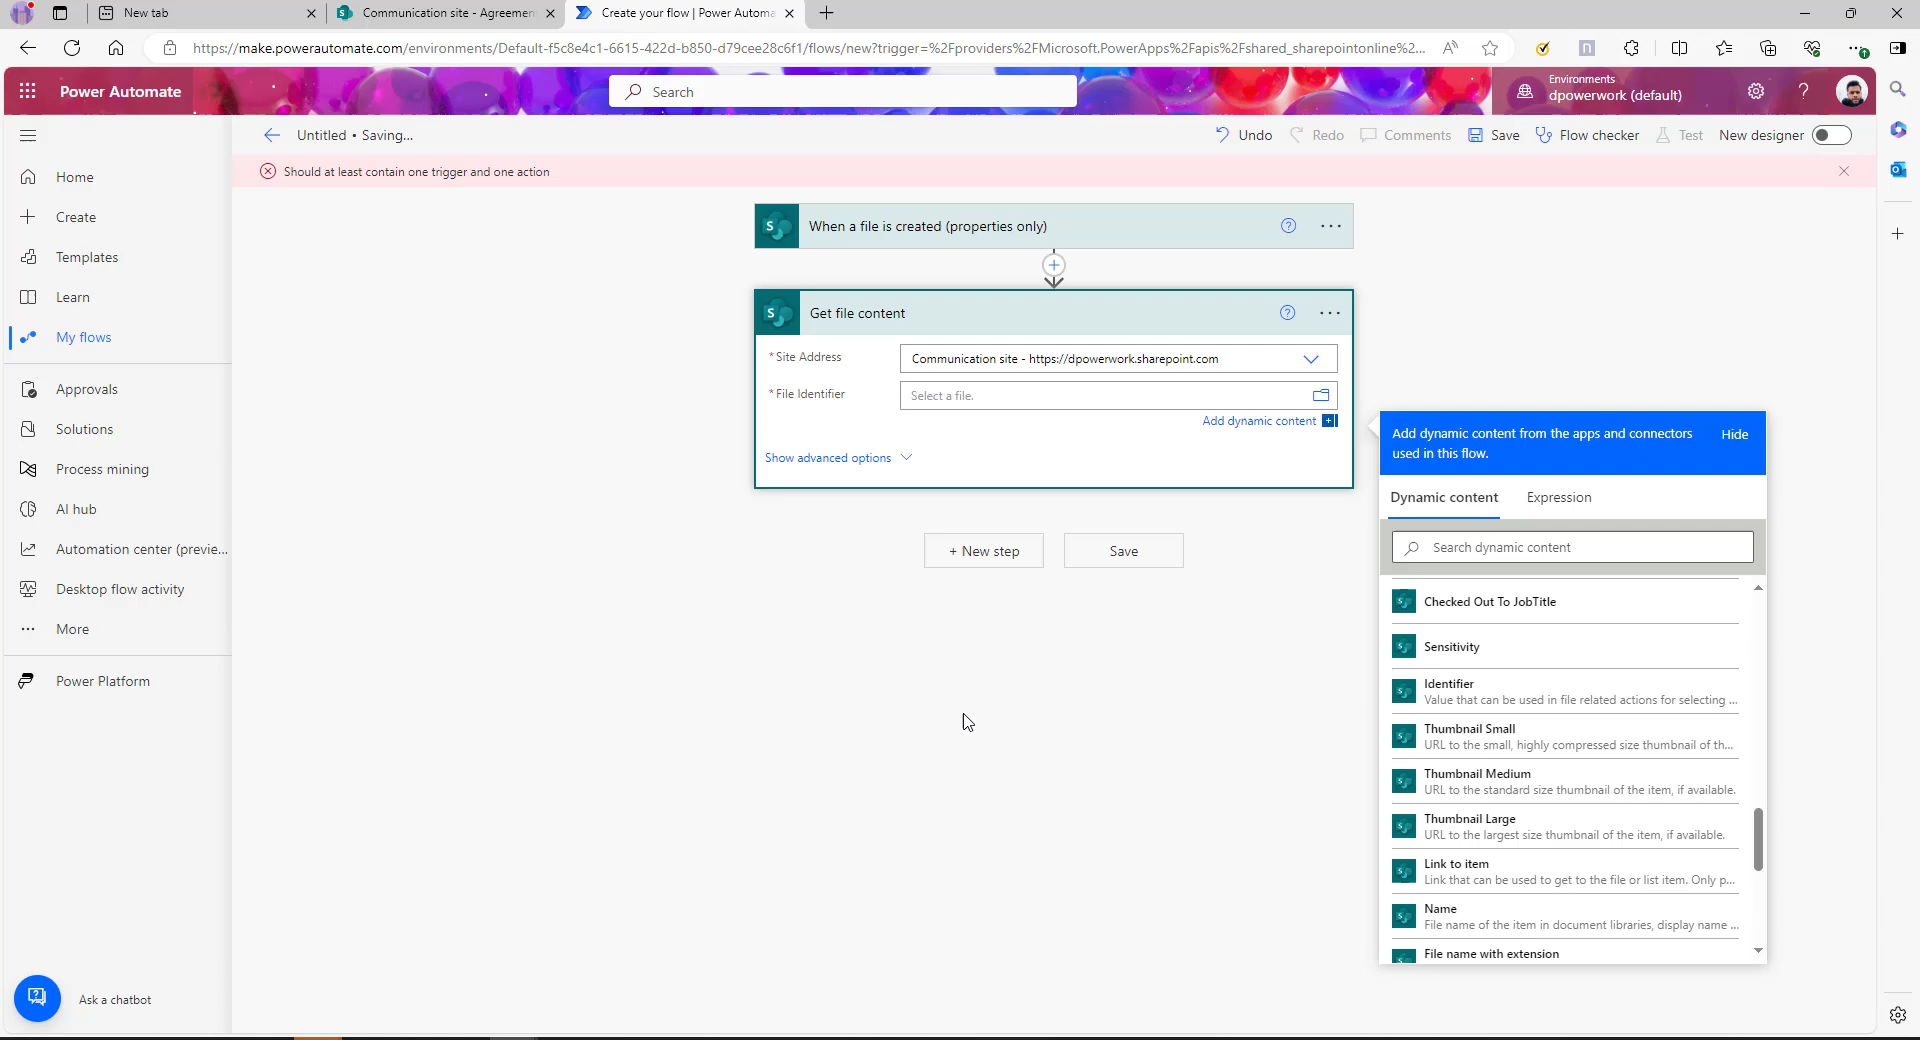 New tab
Communication site - Agreemen
Create your flow | Power Automa
https://make.powerautomate.com/environments/Default-f5c8e4c1-6615-422d-b850-d79cee28c6f1/flows/new?trigger=%2Fproviders%2FMicrosoft.PowerApps%2Fapis%2Fshared_sharepointonline%2...
Power Automate
Search
Environments
dpowerwork (default)
Untitled • Saving...
Undo
Redo
Comments
Save
Flow checker
Test
New designer
Should at least contain one trigger and one action
Home
Create
Templates
Learn
My flows
Approvals
Solutions
Process mining
AI hub
Automation center (previe...
Desktop flow activity
More
Power Platform
Ask a chatbot
When a file is created (properties only)
Get file content
* Site Address
Communication site - https://dpowerwork.sharepoint.com
* File Identifier
Select a file.
Add dynamic content
Show advanced options
+ New step
Save
Add dynamic content from the apps and connectors
used in this flow.
Hide
Dynamic content
Expression
Search dynamic content
Checked Out To JobTitle
Sensitivity
Identifier
Value that can be used in file related actions for selecting ...
Thumbnail Small
URL to the small, highly compressed size thumbnail of th...
Thumbnail Medium
URL to the standard size thumbnail of the item, if available.
Thumbnail Large
URL to the largest size thumbnail of the item, if available.
Link to item
Link that can be used to get to the file or list item. Only p...
Name
File name of the item in document libraries, display name ...
File name with extension